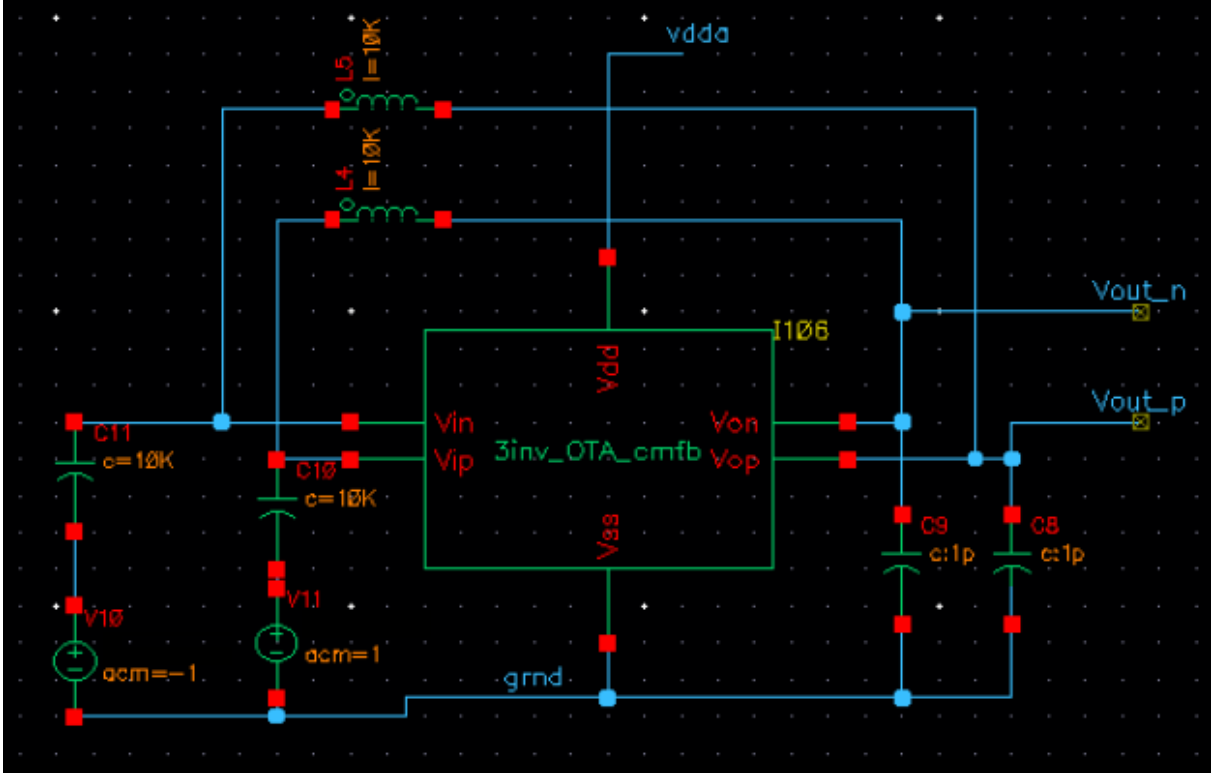 vdda
L5
l=10K
L4
l=10K
Vout_n
I106
Vdd
Vout_p
Vin
Von
C11
c=10K
Vip
3inv_OTA_cmfb
Vop
C10
c=10K
Vss
C9
c:1p
C8
c:1p
V10
acm=-1
V11
acm=1
grnd